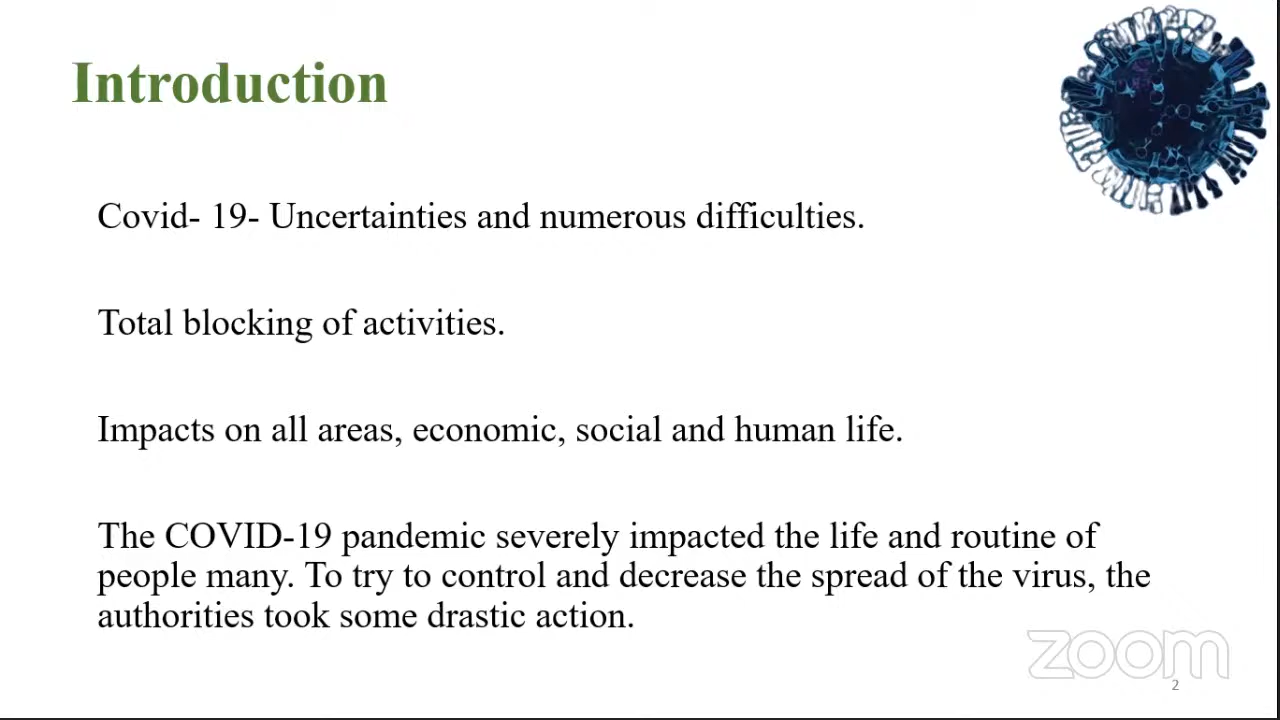 Introduction
Covid- 19- Uncertainties and numerous difficulties.
Total blocking of activities.
Impacts on all areas, economic, social and human life.
The COVID-19 pandemic severely impacted the life and routine of
people many. To try to control and decrease the spread of the virus, the
authorities took some drastic action.
zoom
2